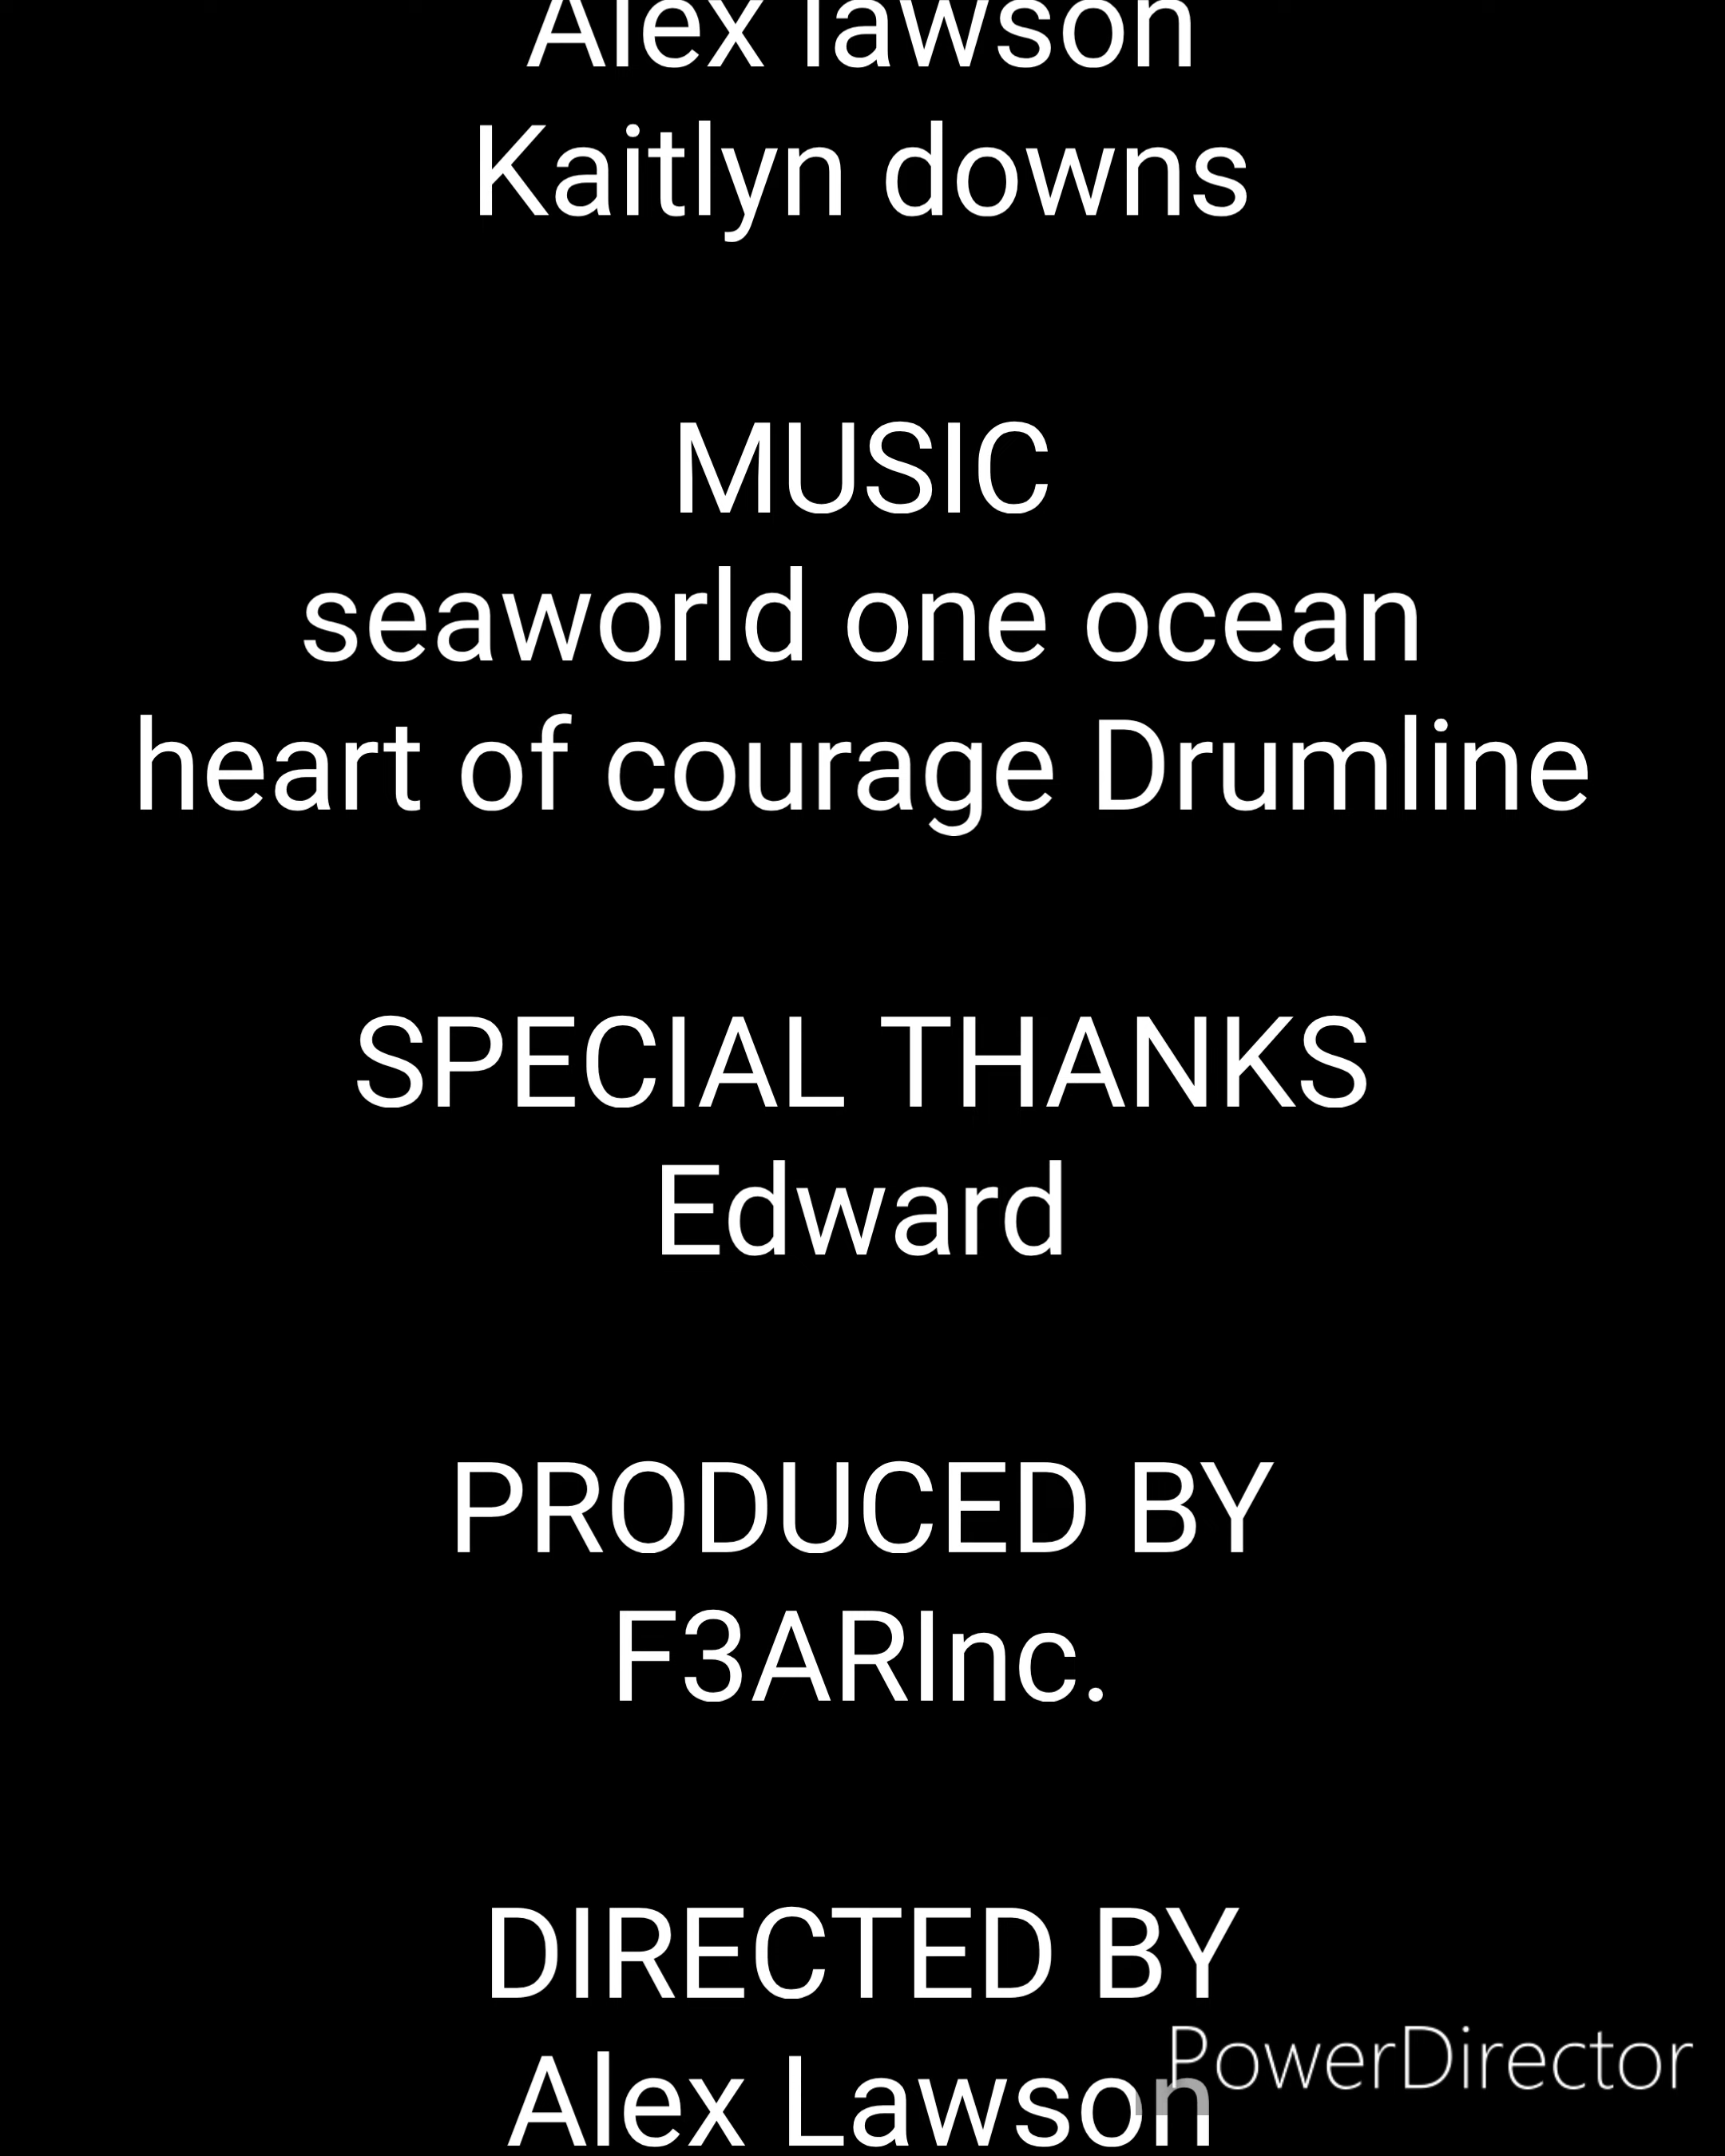 Alex lawson
Kaitlyn downs
MUSIC
seaworld one ocean
heart of courage Drumline
SPECIAL THANKS
Edward
PRODUCED BY
F3ARInc.
DIRECTED BY
PowerDirector
Alex Lawson